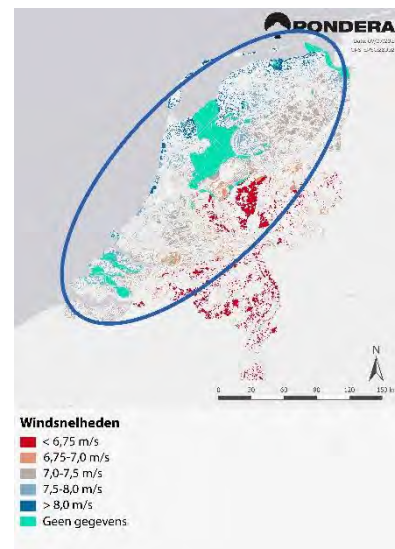 PONDERA
N
0 30 60 90 120 150 km
Windsnelheden
< 6,75 m/s
6,75-7,0 m/s
7,0-7,5 m/s
7,5-8,0 m/s
> 8,0 m/s
Geen gegevens